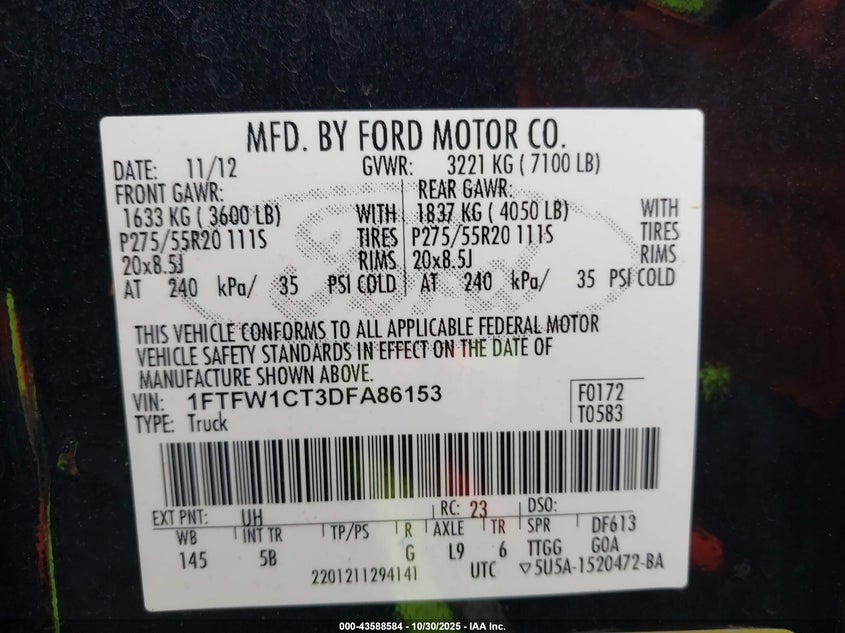 MFD. BY FORD MOTOR CO.
DATE: 11/12 GVWR: 3221 KG ( 7100 LB)
FRONT GAWR: REAR GAWR:
1633 KG ( 3600 LB) WITH 1837 KG ( 4050 LB) WITH
P275/55R20 111S TIRES P275/55R20 111S TIRES
20x8.5J RIMS 20x8.5J RIMS
AT 240 kPa/ 35 PSI COLD AT 240 kPa/ 35 PSI COLD
THIS VEHICLE CONFORMS TO ALL APPLICABLE FEDERAL MOTOR
VEHICLE SAFETY STANDARDS IN EFFECT ON THE DATE OF
MANUFACTURE SHOWN ABOVE.
VIN: 1FTFW1CT3DFA86153 F0172
TYPE: Truck T0583
EXT PNT: UH RC: 23 DSO:
WB INT TR TP/PS R AXLE TR SPR DF613
145 5B G L9 6 TTGG G0A
2201211294141 UTC ▽5U5A-1520472-BA
000-43588584 - 10/30/2025 - IAA Inc.